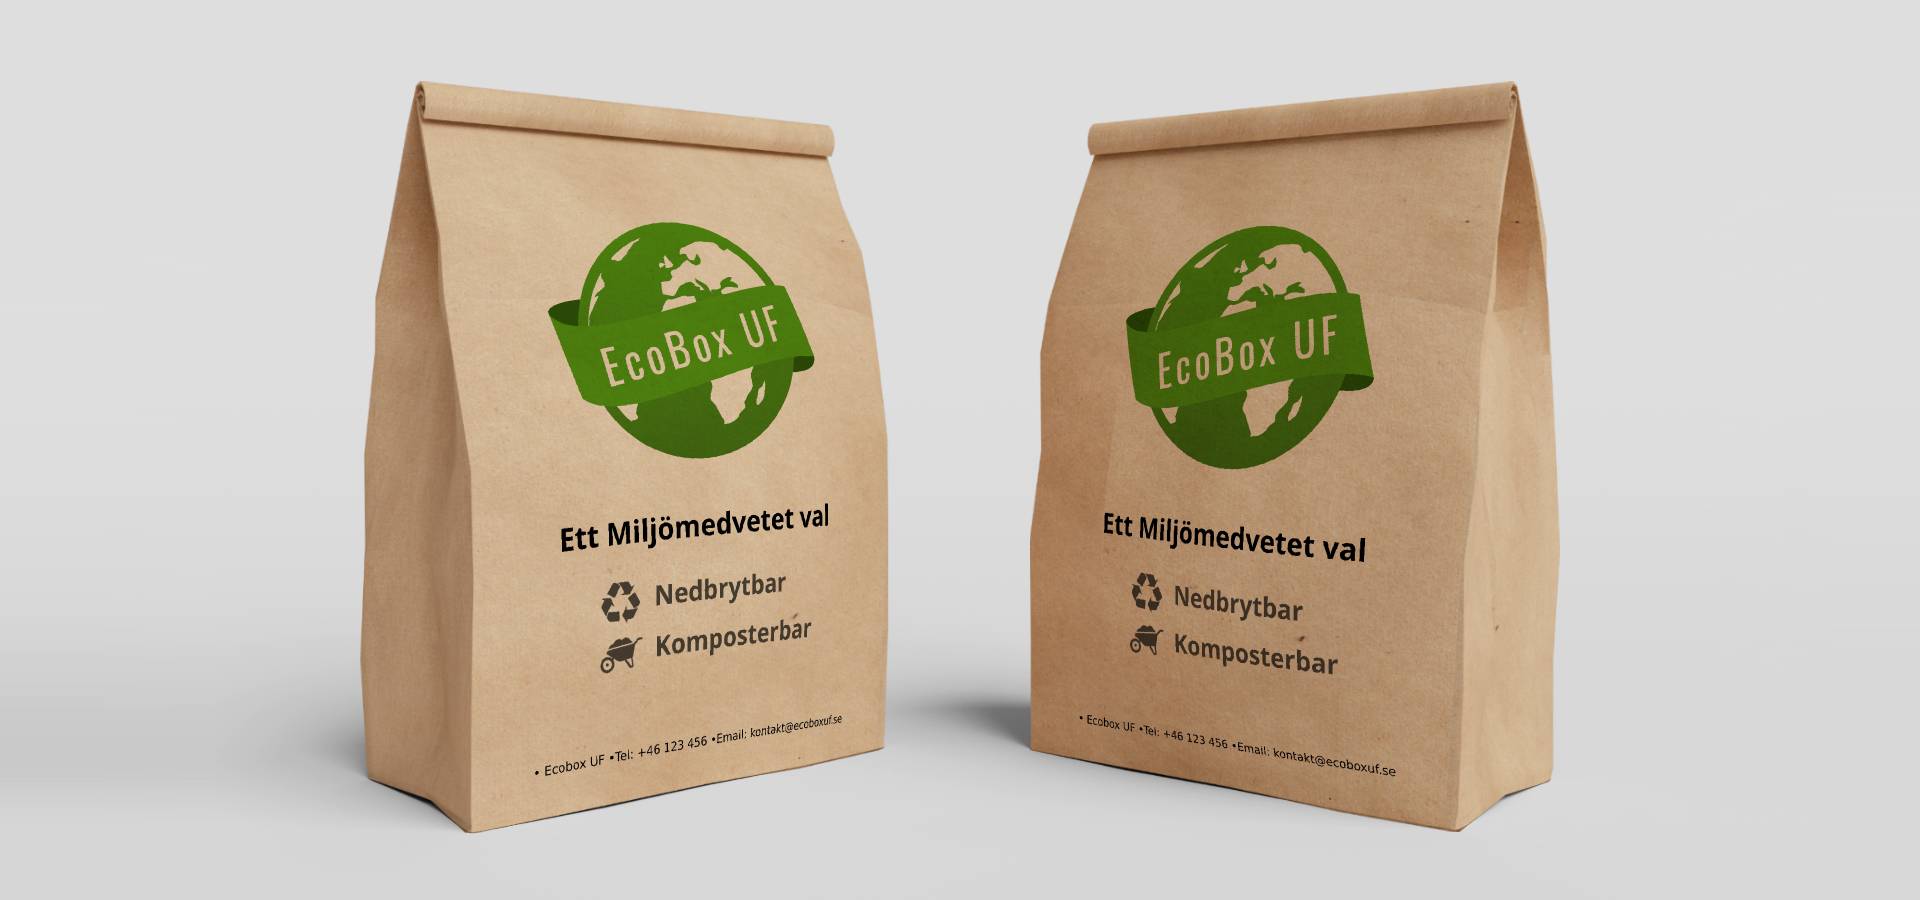 EcoBox UF
Ett Miljömedvetet val
Nedbrytbar
Komposterbar
• Ecobox UF •Tel: +46 123 456 •Email: kontakt@ecoboxuf.se
EcoBox UF
Ett Miljömedvetet val
Nedbrytbar
Komposterbar
• Ecobox UF •Tel: +46 123 456 •Email: kontakt@ecoboxuf.se